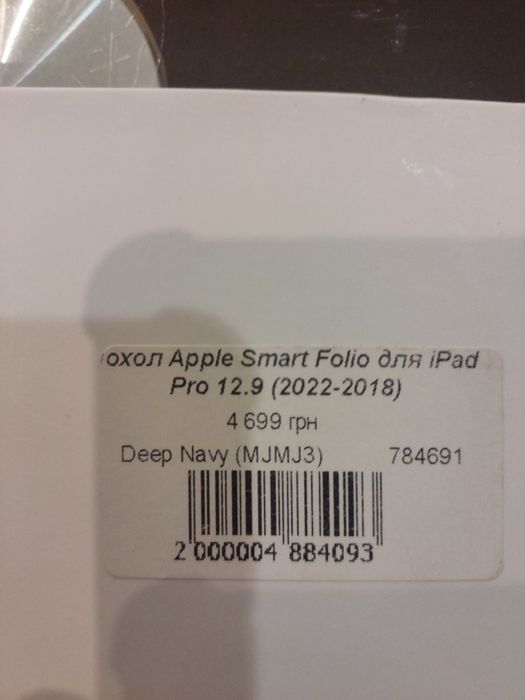 охол Apple Smart Folio для iPad
Pro 12.9 (2022-2018)
4 699 грн
Deep Navy (MJMJ3) 784691
2 000004 884093